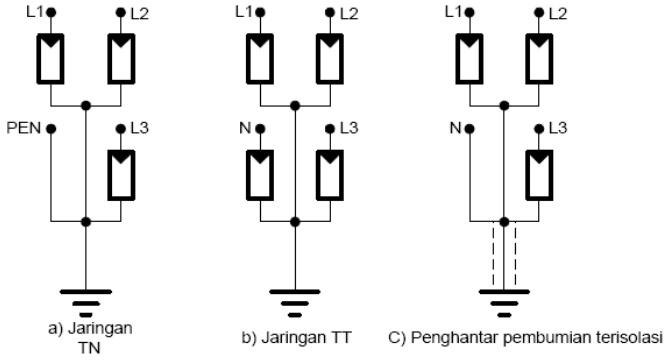 L1 L2
PEN L3
a) Jaringan
TN
L1 L2
N L3
b) Jaringan TT
L1 L2
N L3
C) Penghantar pembumian terisolasi